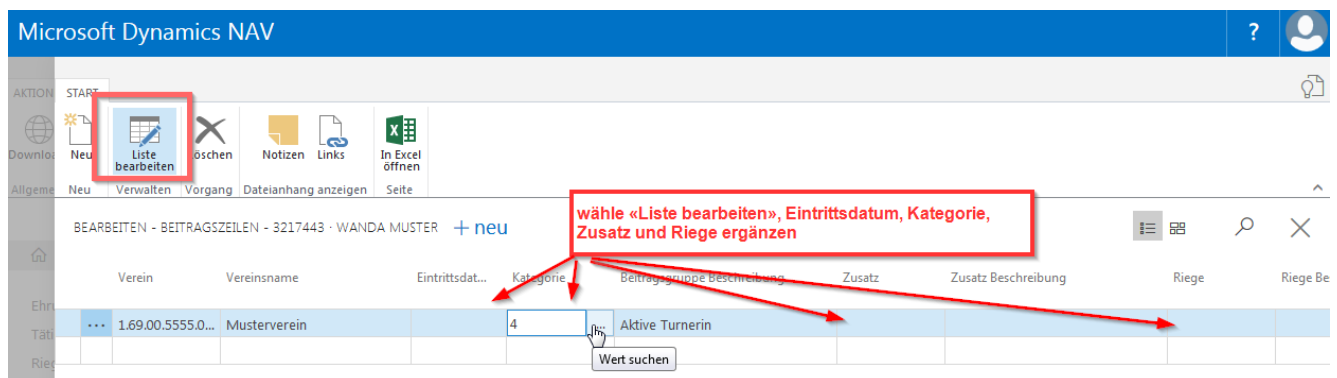 Microsoft Dynamics NAV ?
AKTION START
Downloa Neu Liste bearbeiten öschen Notizen Links In Excel öffnen
Allgeme Neu Verwalten Vorgang Dateianhang anzeigen Seite
wähle «Liste bearbeiten», Eintrittsdatum, Kategorie,
Zusatz und Riege ergänzen
BEARBEITEN - BEITRAGSZEILEN - 3217443 · WANDA MUSTER + neu
Verein Vereinsname Eintrittsdat... Kategorie Beitragsgruppe Beschreibung Zusatz Zusatz Beschreibung Riege Riege Be
Ehru
... 1.69.00.5555.0... Musterverein 4 ... Aktive Turnerin
Täti
Wert suchen
Rieg